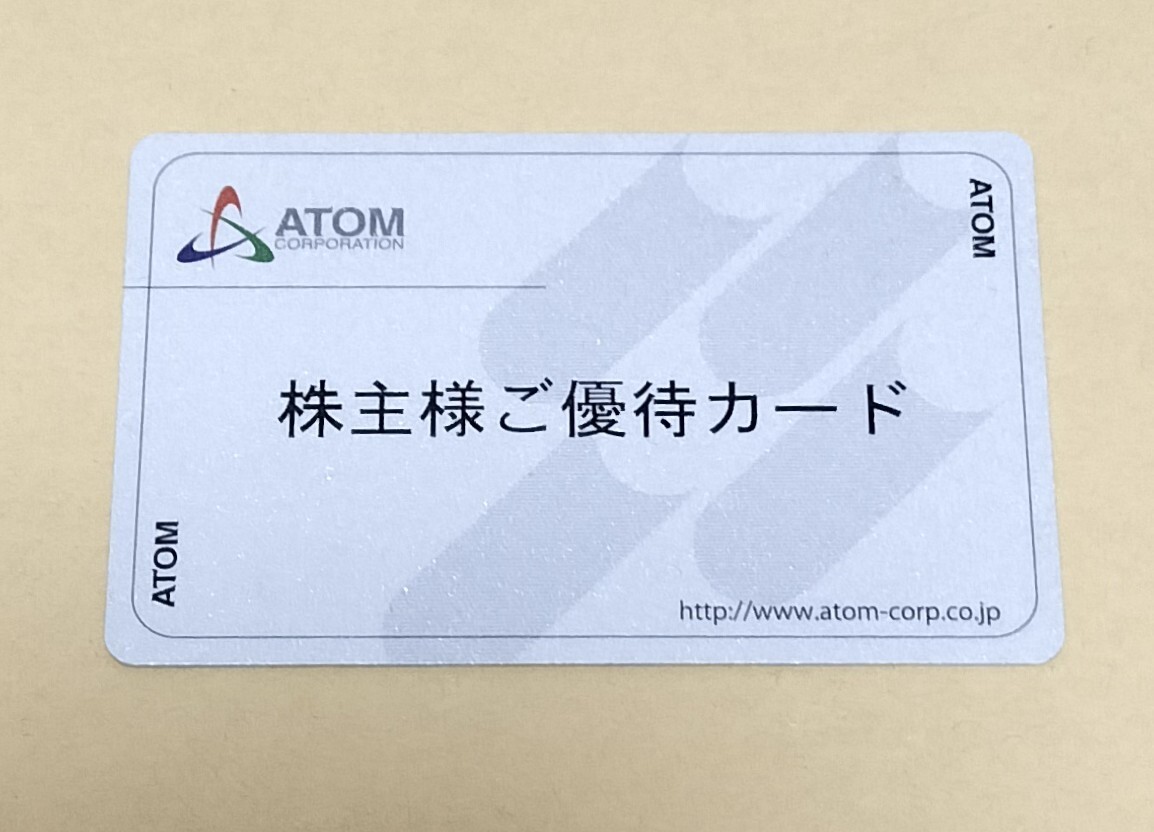 ATOM
CORPORATION
ATOM
株主様ご優待カード
ATOM
http://www.atom-corp.co.jp